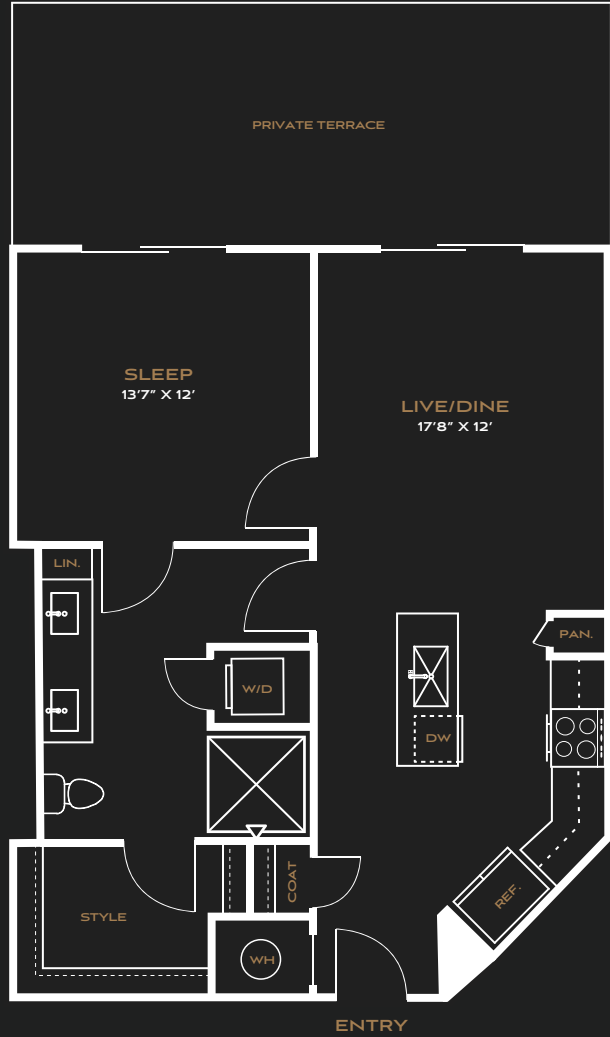 PRIVATE TERRACE
SLEEP
13'7" X 12'
LIVE/DINE
17'8" X 12'
LIN.
PAN.
W/D
DW
COAT
REF.
STYLE
WH
ENTRY